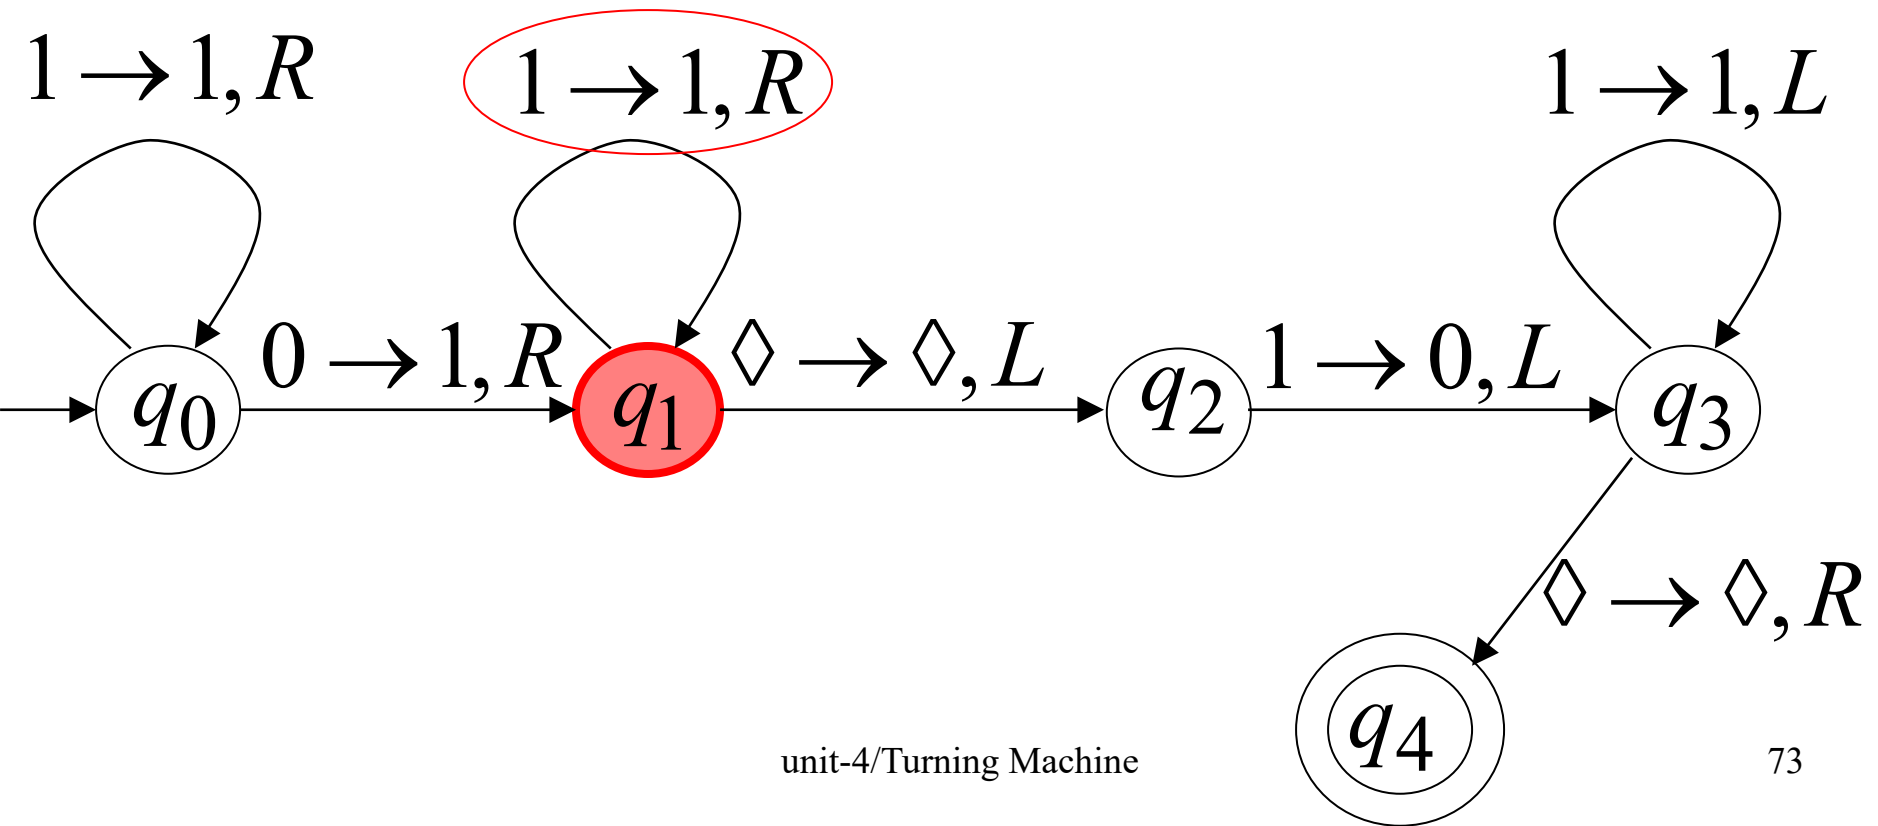 1 → 1, R
1 → 1, R
1 → 1, L
0 → 1, R
◊ → ◊, L
1 → 0, L
q0
q1
q2
q3
◊ → ◊, R
q4
unit-4/Turning Machine
73